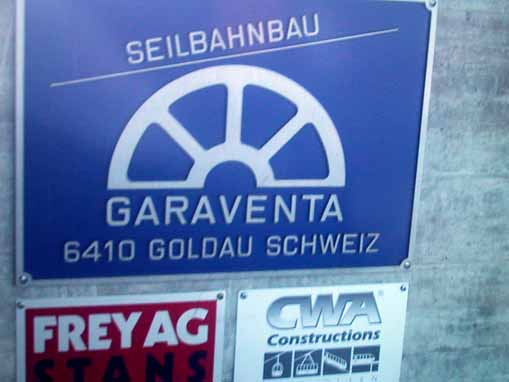 SEILBAHNBAU
GARAVENTA
6410 GOLDAU SCHWEIZ
FREY AG
STANS
CWA®
Constructions